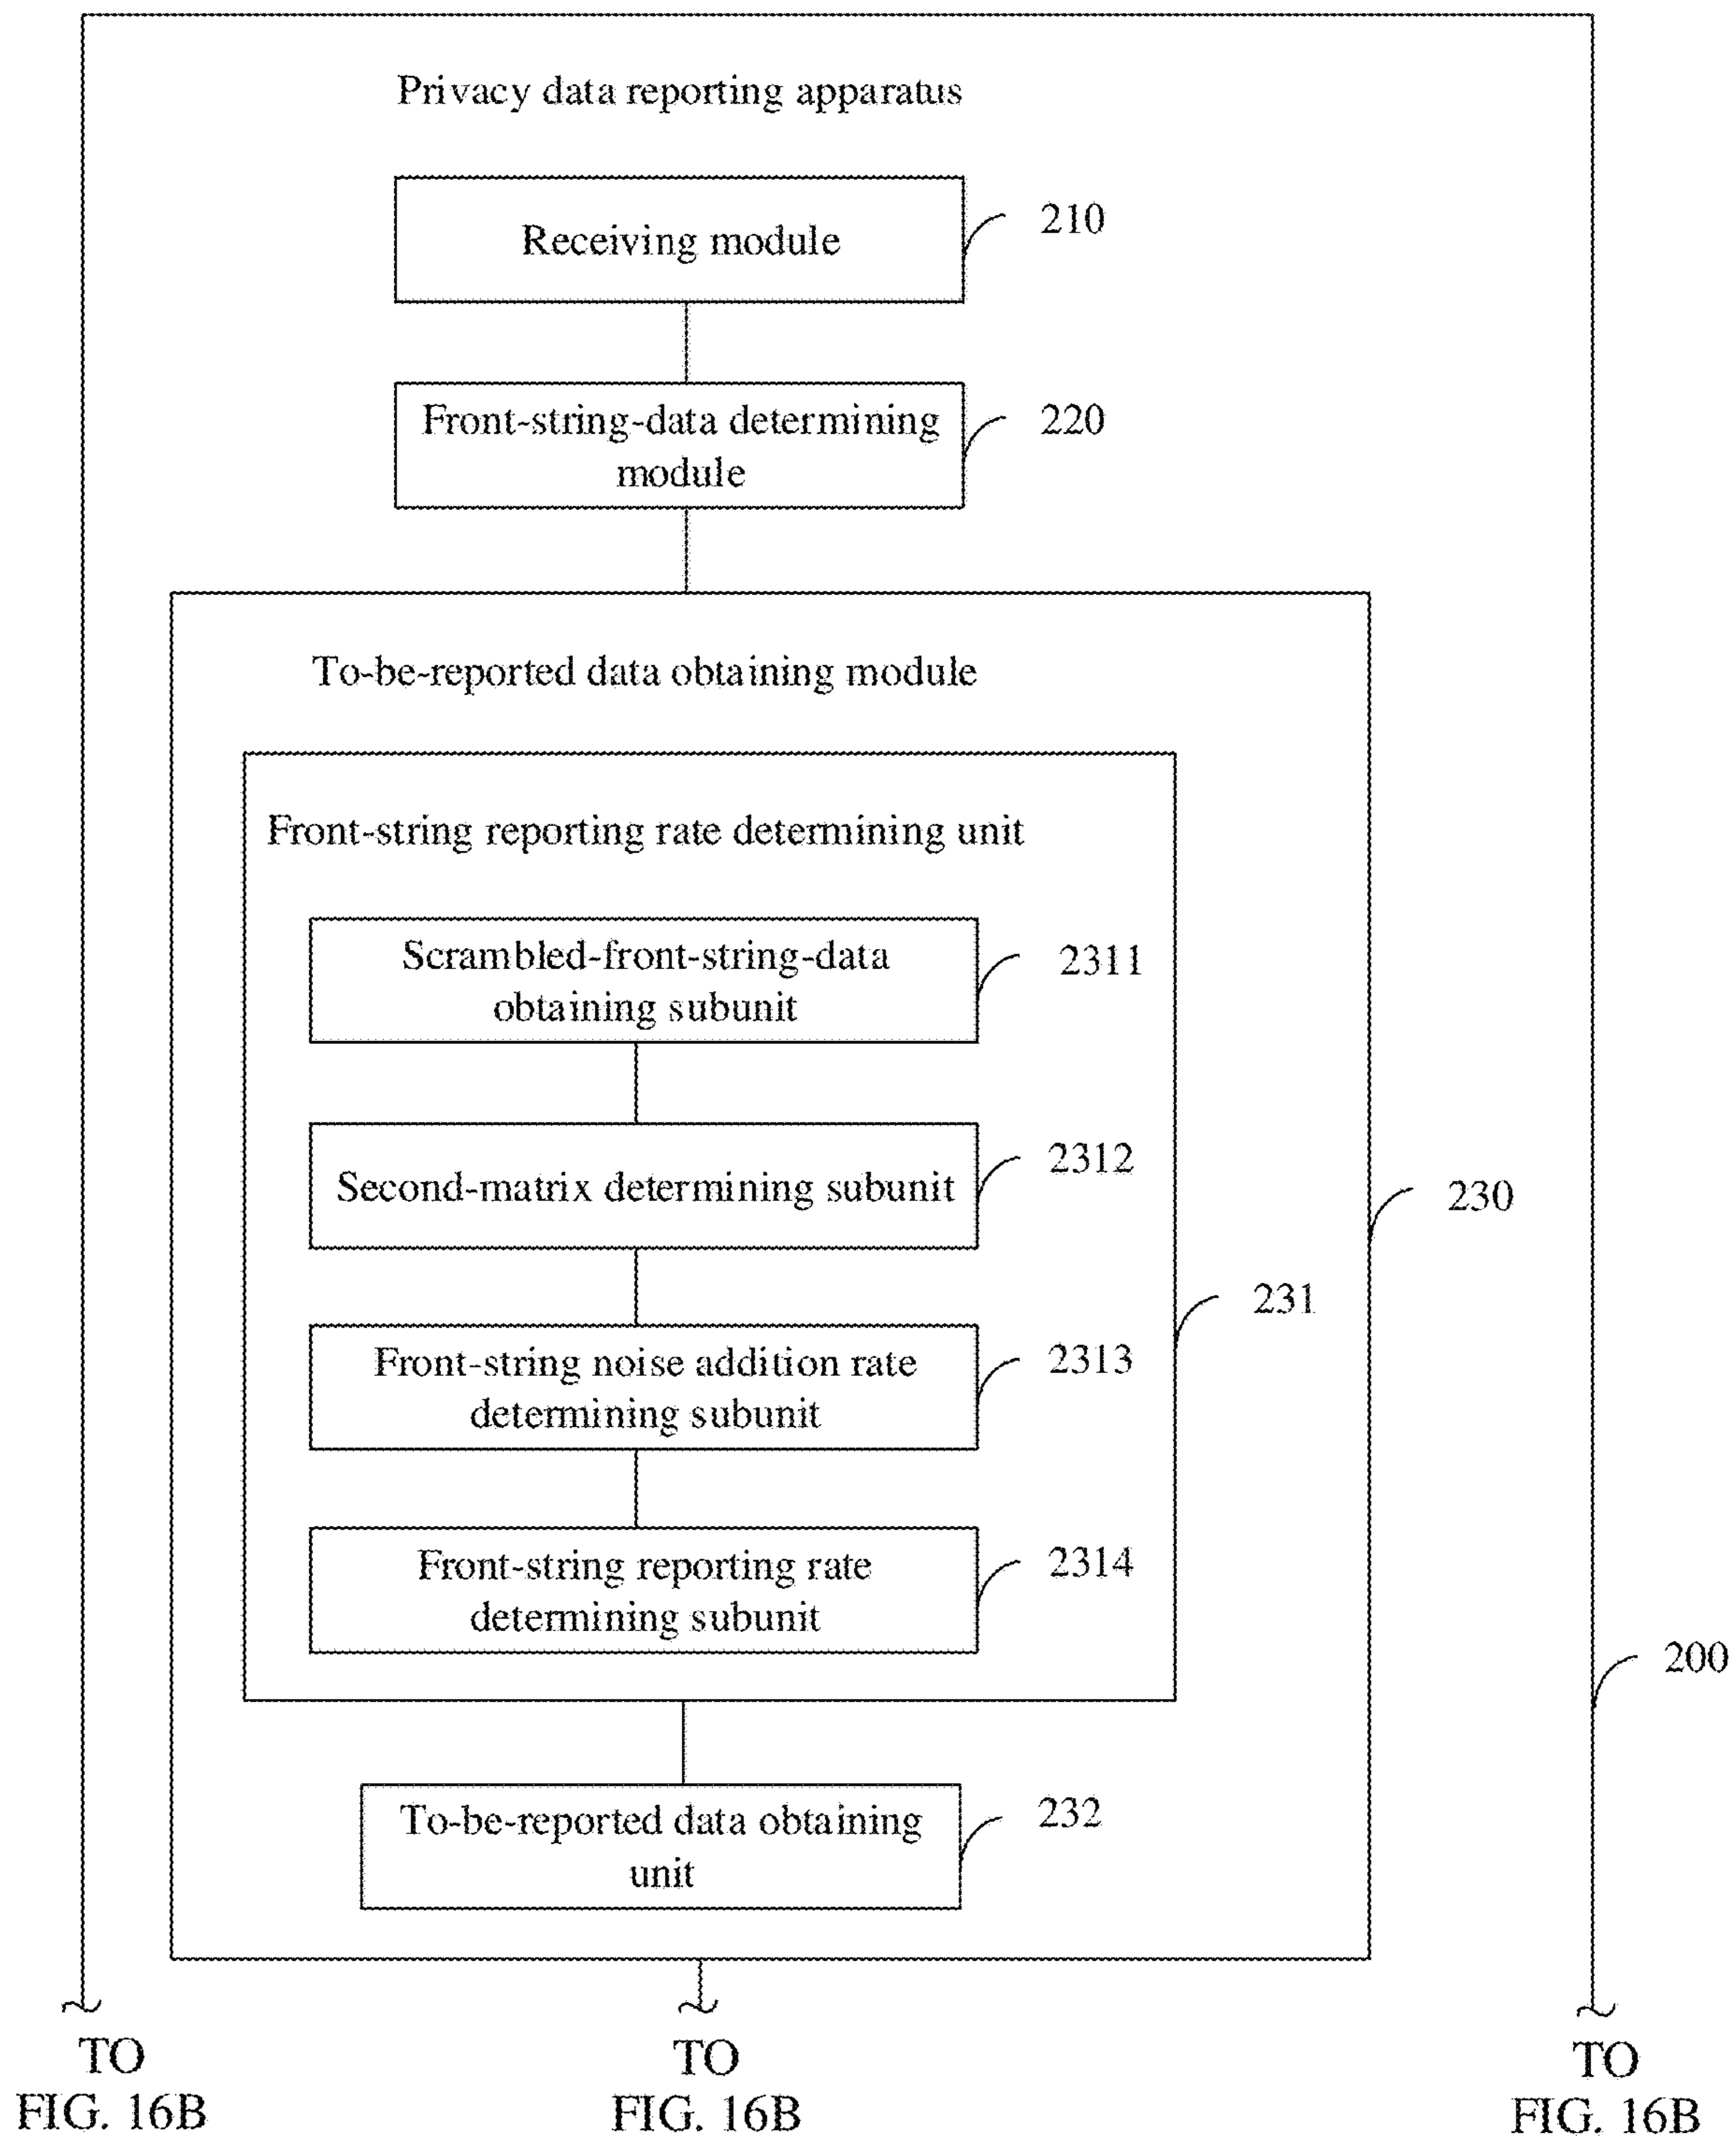 Privacy data reporting apparatus
Receiving module
210
Front-string-data determining
module
220
To-be-reported data obtaining module
Front-string reporting rate determining unit
Scrambled-front-string-data
obtaining subunit
2311
Second-matrix determining subunit
2312
230
231
Front-string noise addition rate
determining subunit
2313
Front-string reporting rate
determining subunit
2314
200
To-be-reported data obtaining
unit
232
TO
FIG. 16B
TO
FIG. 16B
TO
FIG. 16B